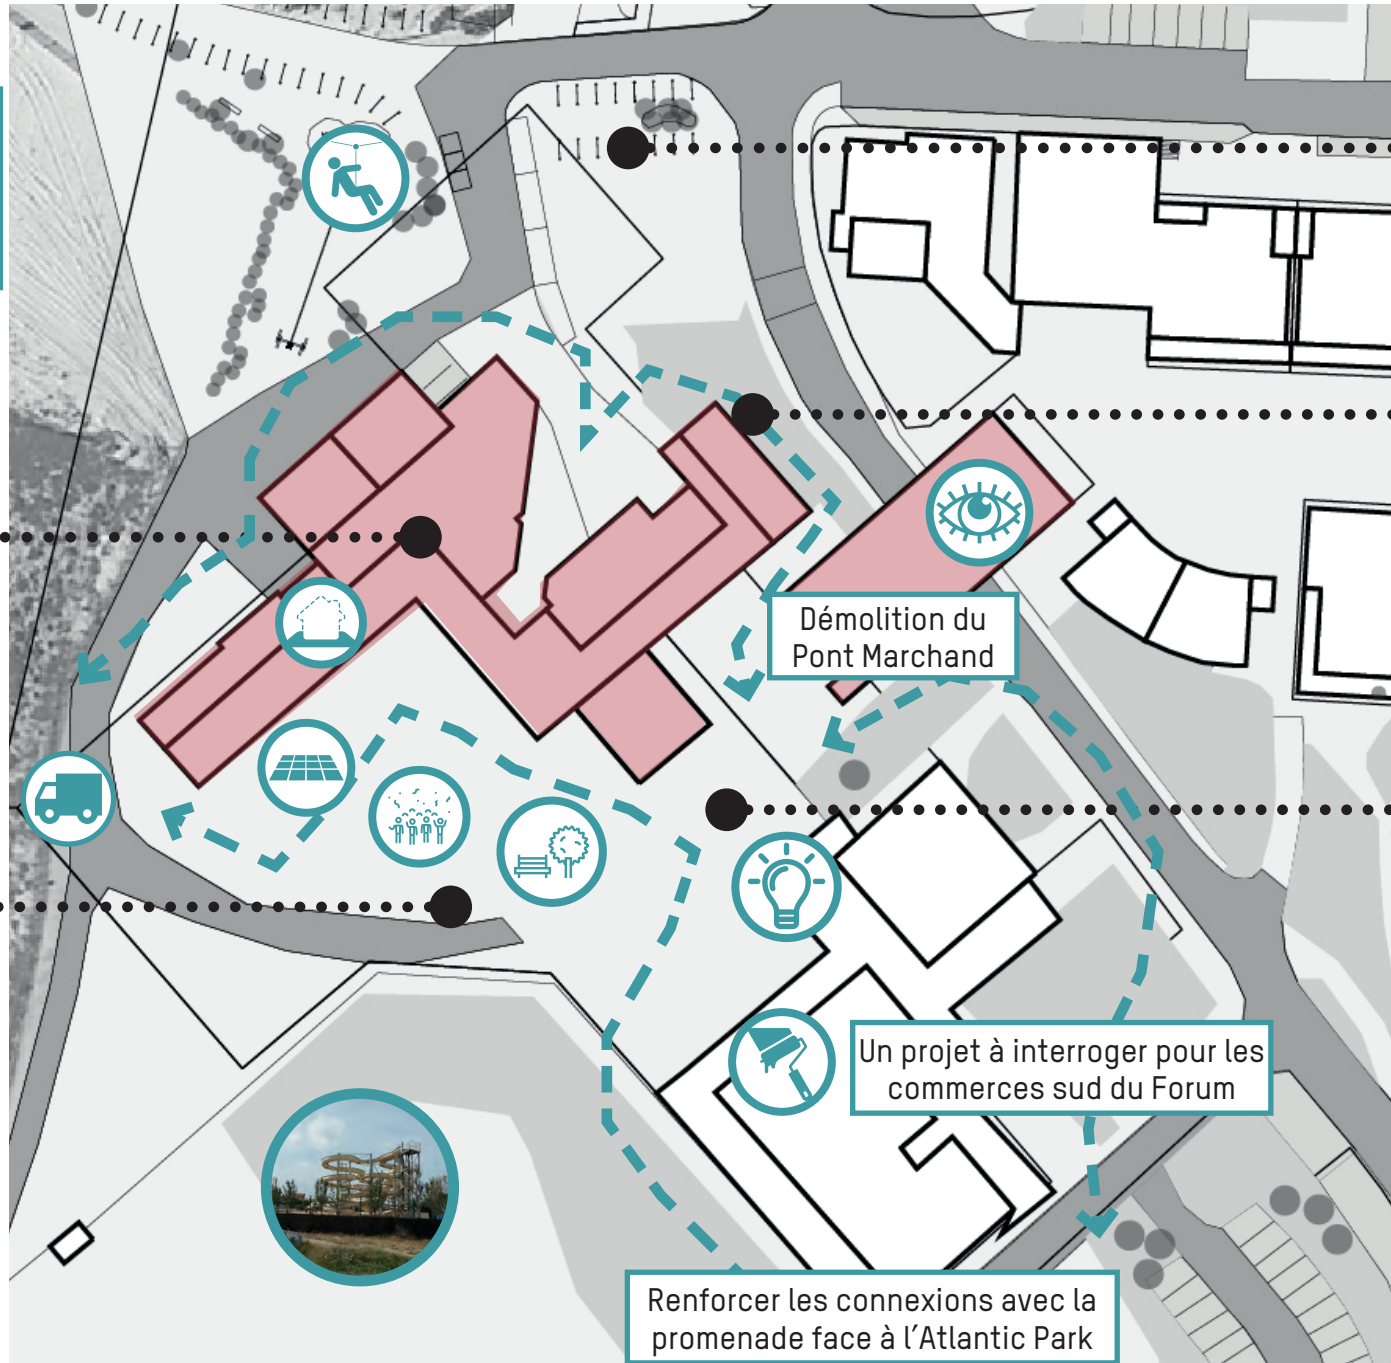 Démolition du
Pont Marchand
Un projet à interroger pour les
commerces sud du Forum
Renforcer les connexions avec la
promenade face à l'Atlantic Park